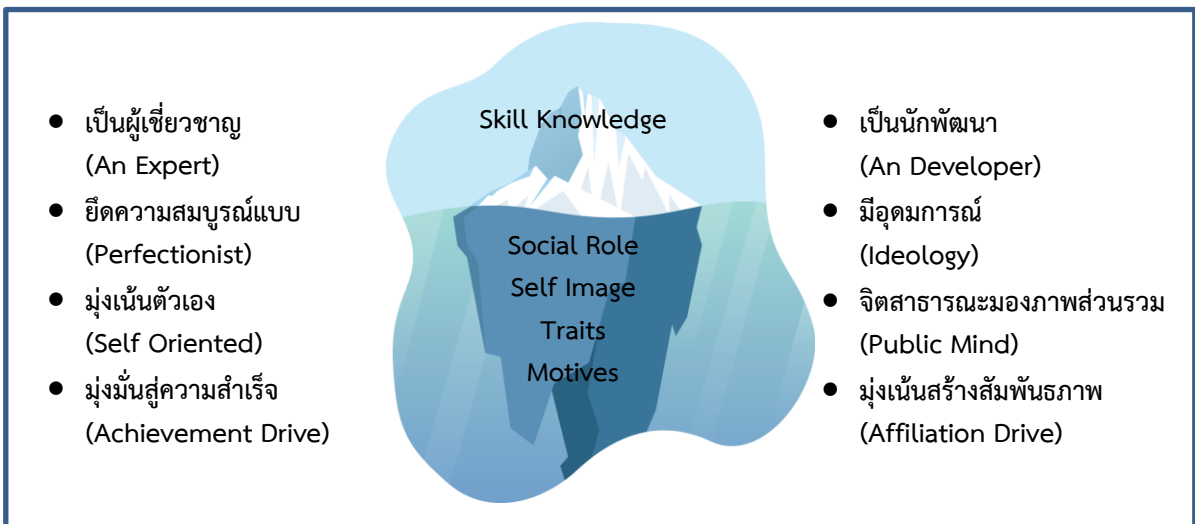 ● เป็นผู้เชี่ยวชาญ
(An Expert)
● ยึดความสมบูรณ์แบบ
(Perfectionist)
● มุ่งเน้นตัวเอง
(Self Oriented)
● มุ่งมั่นสู่ความสำเร็จ
(Achievement Drive)
Skill Knowledge
Social Role
Self Image
Traits
Motives
● เป็นนักพัฒนา
(An Developer)
● มีอุดมการณ์
(Ideology)
● จิตสาธารณะมองภาพส่วนรวม
(Public Mind)
● มุ่งเน้นสร้างสัมพันธภาพ
(Affiliation Drive)